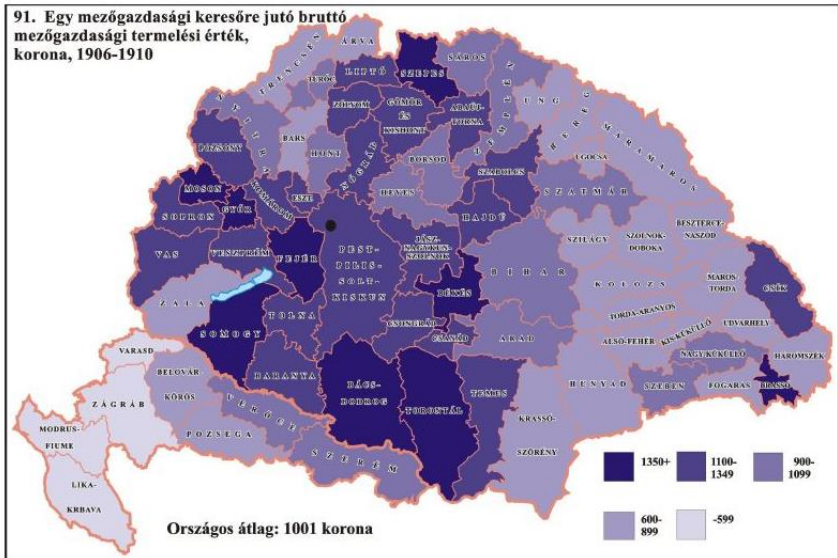 91. Egy mezőgazdasági keresőre jutó bruttó
mezőgazdasági termelési érték,
korona, 1906-1910
ÁRVA
TRENCSÉN
TURÓC
LIPTÓ
SZEPES
SÁROS
ZEMPLÉN
UNG
BEREG
MÁRAMAROS
UGOCSA
NYITRA
POZSONY
BARS
ZÓLYOM
HONT
GÖMÖR
ÉS
KISHONT
ABAÚJ-
TORNA
NÓGRÁD
BORSOD
HEVES
SZABOLCS
SZATMÁR
MOSON
SOPRON
GYŐR
KOMÁROM
ESZT.
HAJDÚ
VAS
VESZPRÉM
FEJÉR
PEST-
PILIS-
SOLT-
KISKUN
JÁSZ-
NAGYKUN-
SZOLNOK
BIHAR
SZILÁGY
SZOLNOK-
DOBOKA
BESZTERCE-
NASZÓD
KOLOZS
MAROS-
TORDA
CSÍK
ZALA
SOMOGY
TOLNA
BARANYA
CSONGRÁD
BÉKÉS
CSANÁD
ARAD
TORDA-ARANYOS
ALSÓ-FEHÉR
KIS-KÜKÜLLŐ
UDVARHELY
NAGY-KÜKÜLLŐ
HÁROMSZÉK
BÁCS-
BODROG
TORONTÁL
TEMES
KRASSÓ-
SZÖRÉNY
HUNYAD
SZEBEN
FOGARAS
BRASSÓ
VARASD
ZÁGRÁB
BELOVÁR
KÖRÖS
VERŐCE
POZSEGA
SZERÉM
MODRUS-
FIUME
LIKA-
KRBAVA
1350+
1100-
1349
900-
1099
600-
899
-599
Országos átlag: 1001 korona